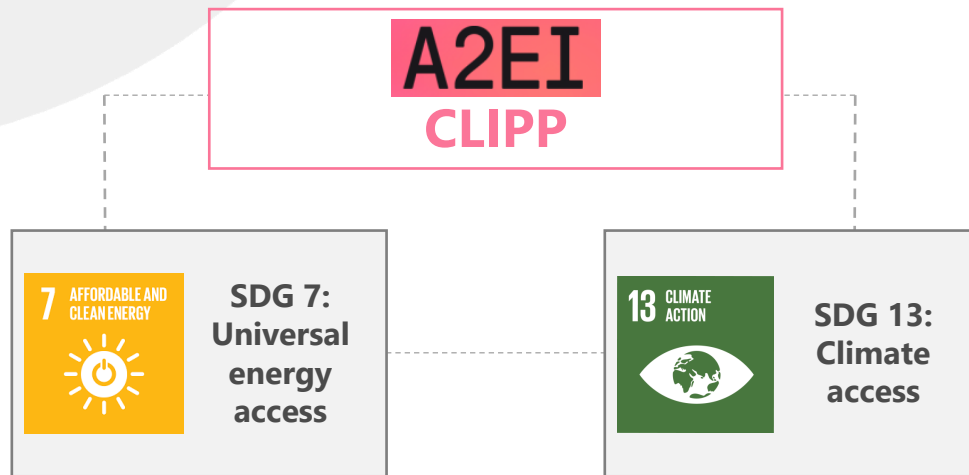 A2EI
CLIPP
7 AFFORDABLE AND
CLEAN ENERGY
SDG 7:
Universal
energy
access
13 CLIMATE
ACTION
SDG 13:
Climate
access